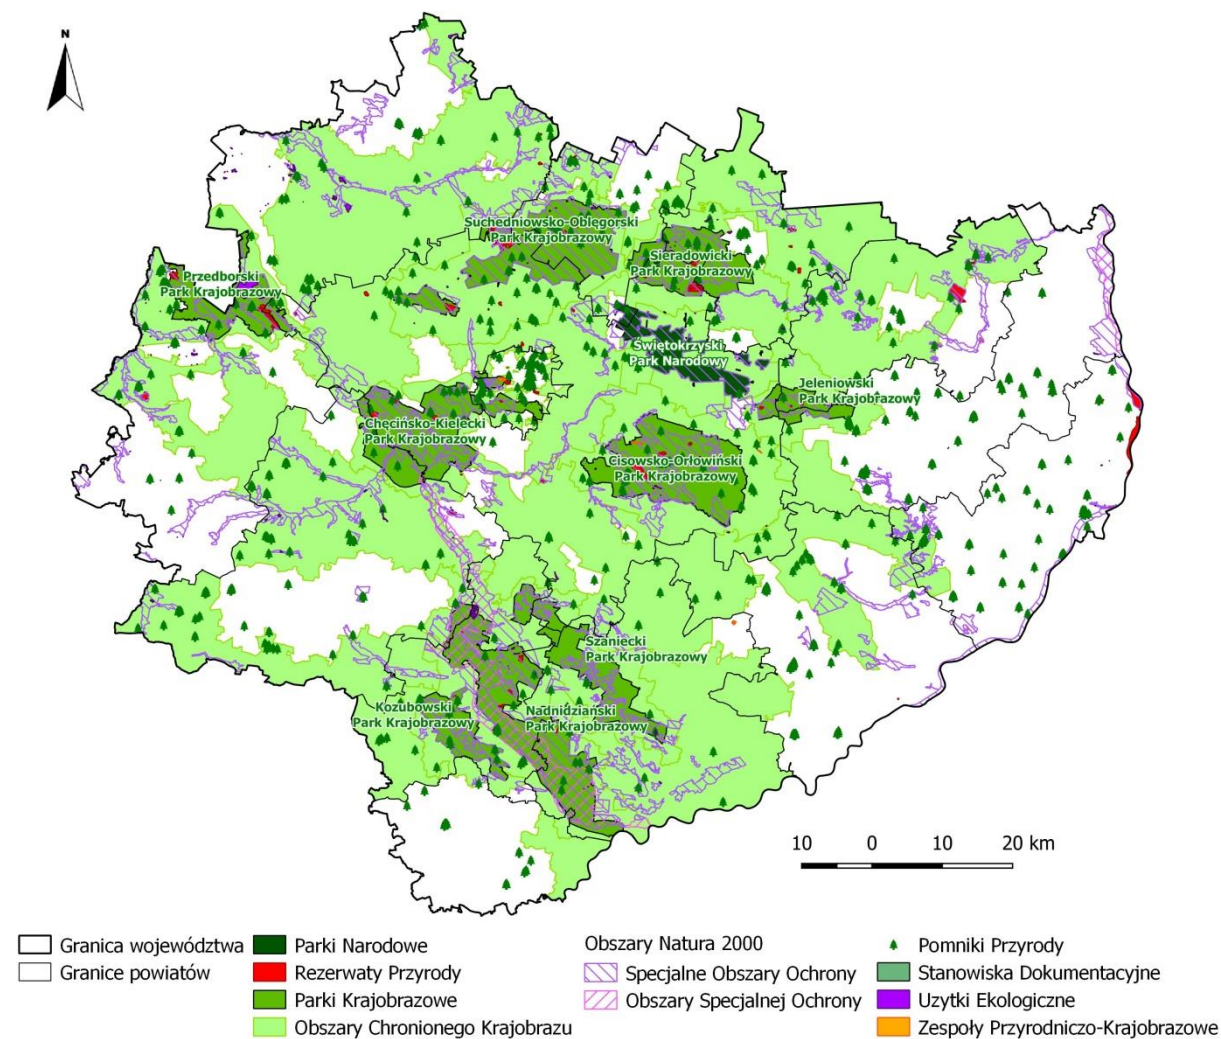 N
Suchedniowsko-Oblęgorski
Park Krajobrazowy
Sieradowicki
Park Krajobrazowy
Przedborski
Park Krajobrazowy
Świętokrzyski
Park Narodowy
Jeleniowski
Park Krajobrazowy
Chęcińsko-Kielecki
Park Krajobrazowy
Cisowsko-Orłowiński
Park Krajobrazowy
Szaniecki
Park Krajobrazowy
Kozubowski
Park Krajobrazowy
Nadnidziański
Park Krajobrazowy
10 0 10 20 km
Granica województwa
Granice powiatów
Parki Narodowe
Rezerwaty Przyrody
Parki Krajobrazowe
Obszary Chronionego Krajobrazu
Obszary Natura 2000
Specjalne Obszary Ochrony
Obszary Specjalnej Ochrony
Pomniki Przyrody
Stanowiska Dokumentacyjne
Uzytki Ekologiczne
Zespoły Przyrodniczo-Krajobrazowe